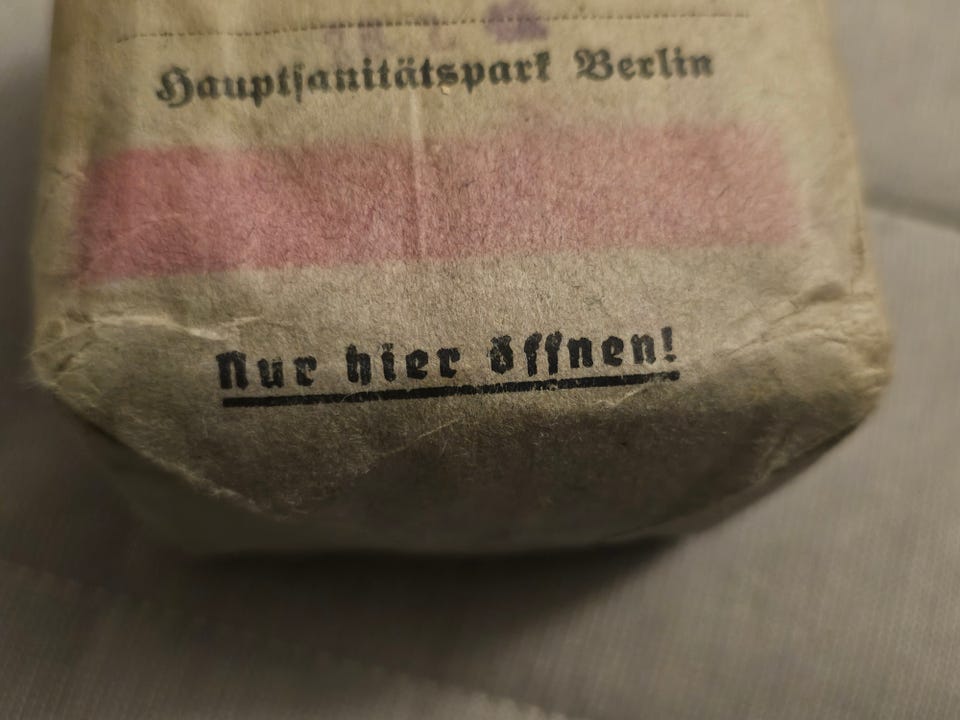 Hauptsanitätspark Berlin
Nur hier öffnen!